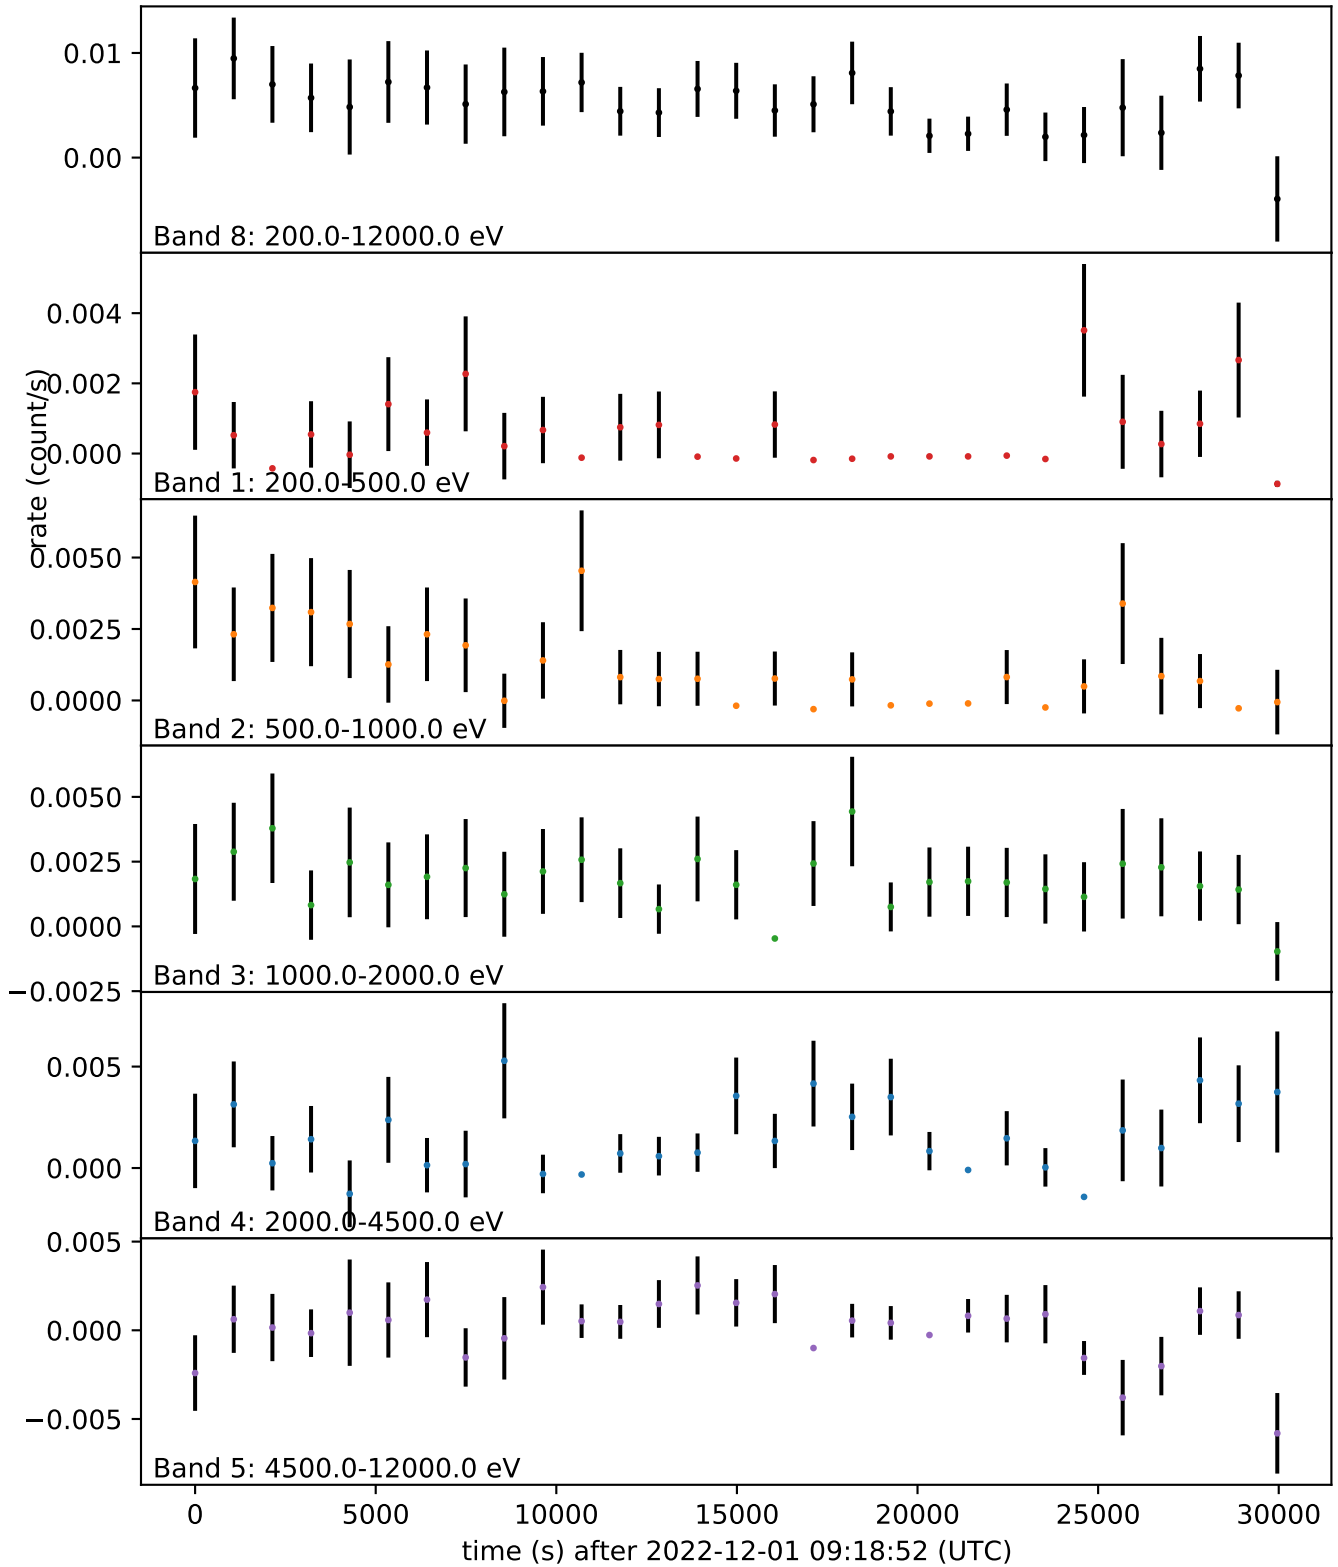 0.01
0.00
Band 8: 200.0-12000.0 eV
0.004
0.002
0.000
Band 1: 200.0-500.0 eV
rate (count/s)
0.0050
0.0025
0.0000
Band 2: 500.0-1000.0 eV
0.0050
0.0025
0.0000
−0.0025
Band 3: 1000.0-2000.0 eV
0.005
0.000
Band 4: 2000.0-4500.0 eV
0.005
0.000
−0.005
Band 5: 4500.0-12000.0 eV
0 5000 10000 15000 20000 25000 30000
time (s) after 2022-12-01 09:18:52 (UTC)